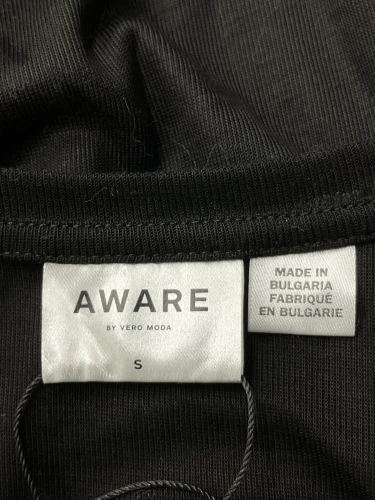 AWARE
BY VERO MODA
S
MADE IN
BULGARIA
FABRIQUÉ
EN BULGARIE